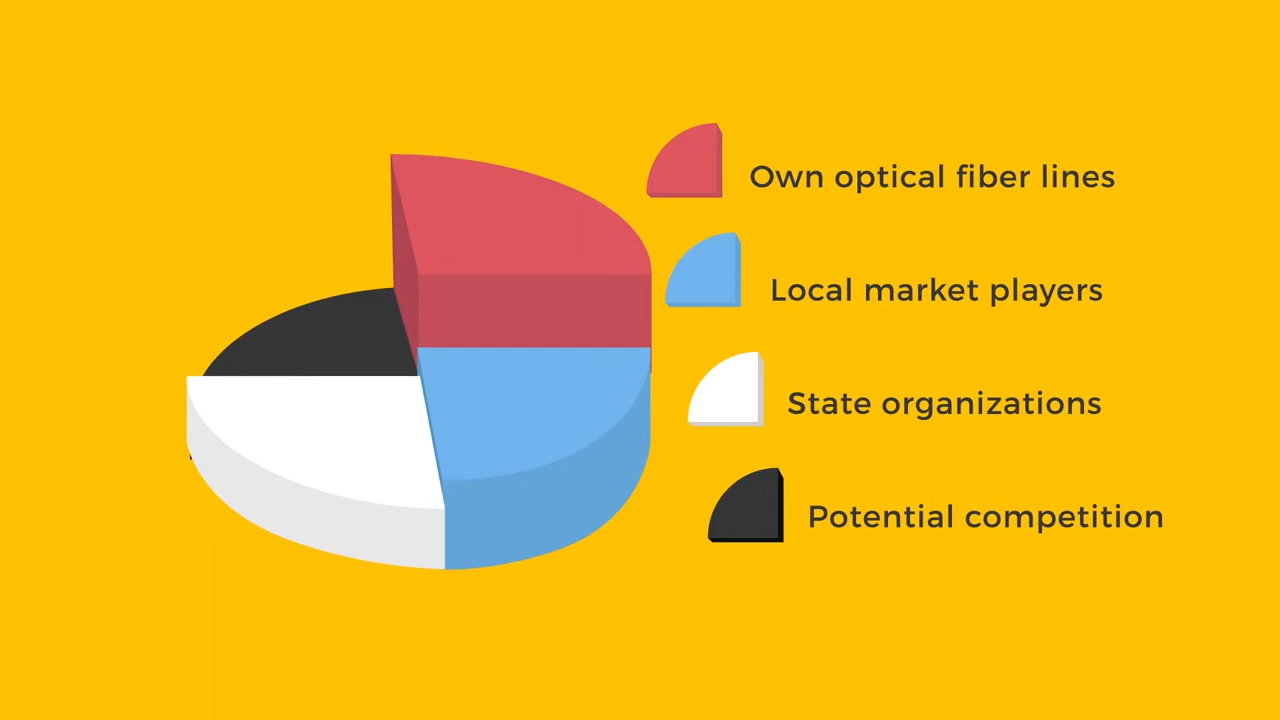 Own optical fiber lines
Local market players
State organizations
Potential competition